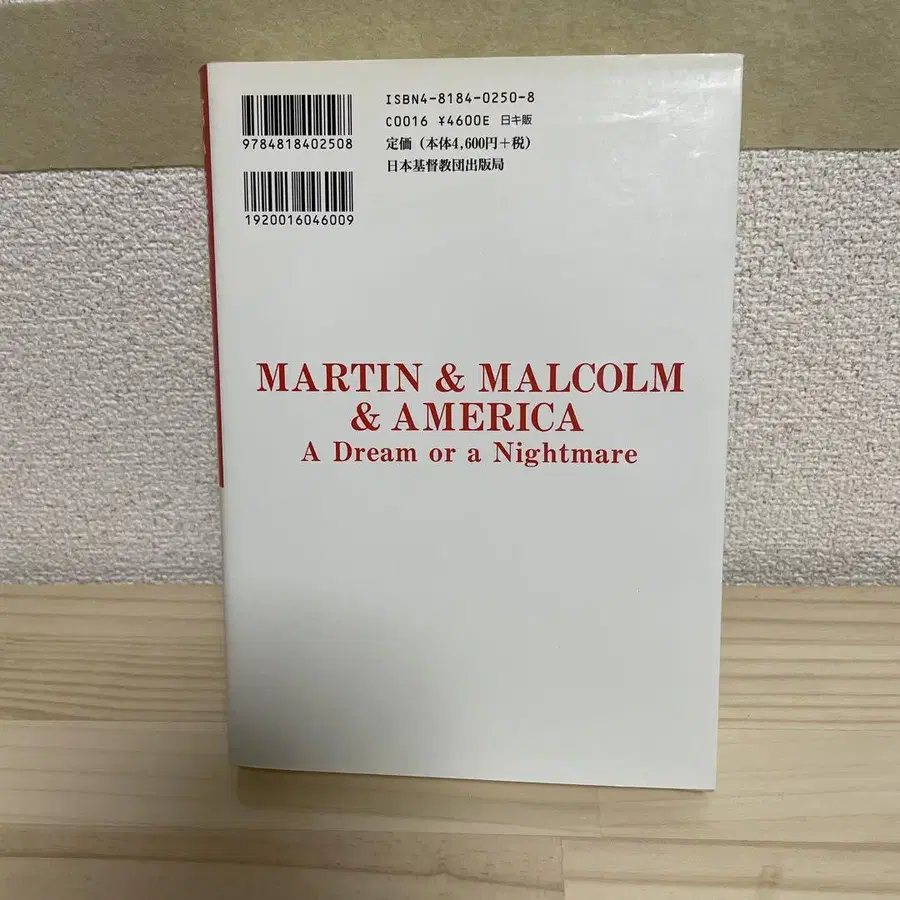 ISBN4-8184-0250-8
C0016 ¥4600E 日キ販
定価（本体4,600円＋税）
日本基督教団出版局
9784818402508
1920016046009
MARTIN & MALCOLM
& AMERICA
A Dream or a Nightmare